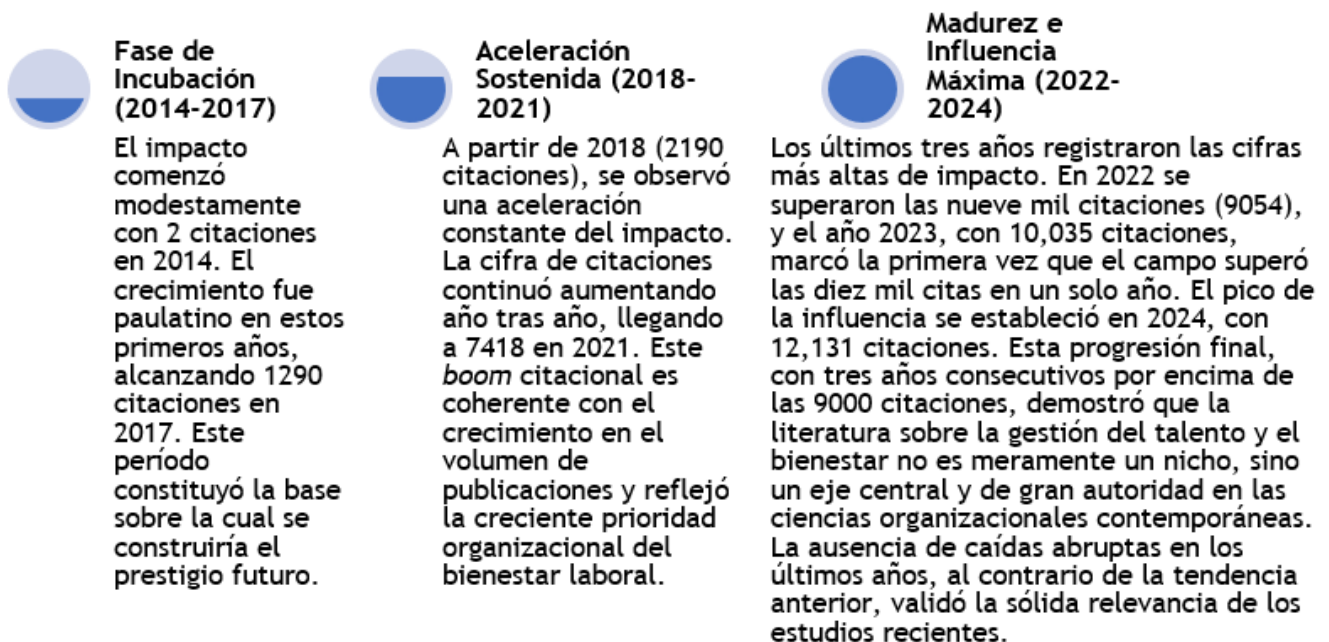 Fase de
Incubación
(2014-2017)
El impacto
comenzó
modestamente
con 2 citaciones
en 2014. El
crecimiento fue
paulatino en estos
primeros años,
alcanzando 1290
citaciones en
2017. Este
período
constituyó la base
sobre la cual se
construiría el
prestigio futuro.
Aceleración
Sostenida (2018-
2021)
A partir de 2018 (2190
citaciones), se observó
una aceleración
constante del impacto.
La cifra de citaciones
continuó aumentando
año tras año, llegando
a 7418 en 2021. Este
boom citacional es
coherente con el
crecimiento en el
volumen de
publicaciones y reflejó
la creciente prioridad
organizacional del
bienestar laboral.
Madurez e
Influencia
Máxima (2022-
2024)
Los últimos tres años registraron las cifras
más altas de impacto. En 2022 se
superaron las nueve mil citaciones (9054),
y el año 2023, con 10,035 citaciones,
marcó la primera vez que el campo superó
las diez mil citas en un solo año. El pico de
la influencia se estableció en 2024, con
12,131 citaciones. Esta progresión final,
con tres años consecutivos por encima de
las 9000 citaciones, demostró que la
literatura sobre la gestión del talento y el
bienestar no es meramente un nicho, sino
un eje central y de gran autoridad en las
ciencias organizacionales contemporáneas.
La ausencia de caídas abruptas en los
últimos años, al contrario de la tendencia
anterior, validó la sólida relevancia de los
estudios recientes.